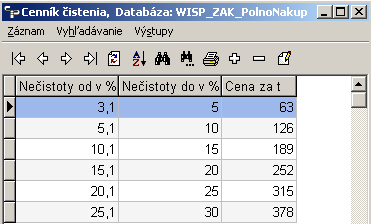 Cenník čistenia, Databáza: WISP_ZAK_PolnoNakup
Záznam Vyhľadávanie Výstupy
Nečistoty od v % Nečistoty do v % Cena za t
3,1 5 63
5,1 10 126
10,1 15 189
15,1 20 252
20,1 25 315
25,1 30 378